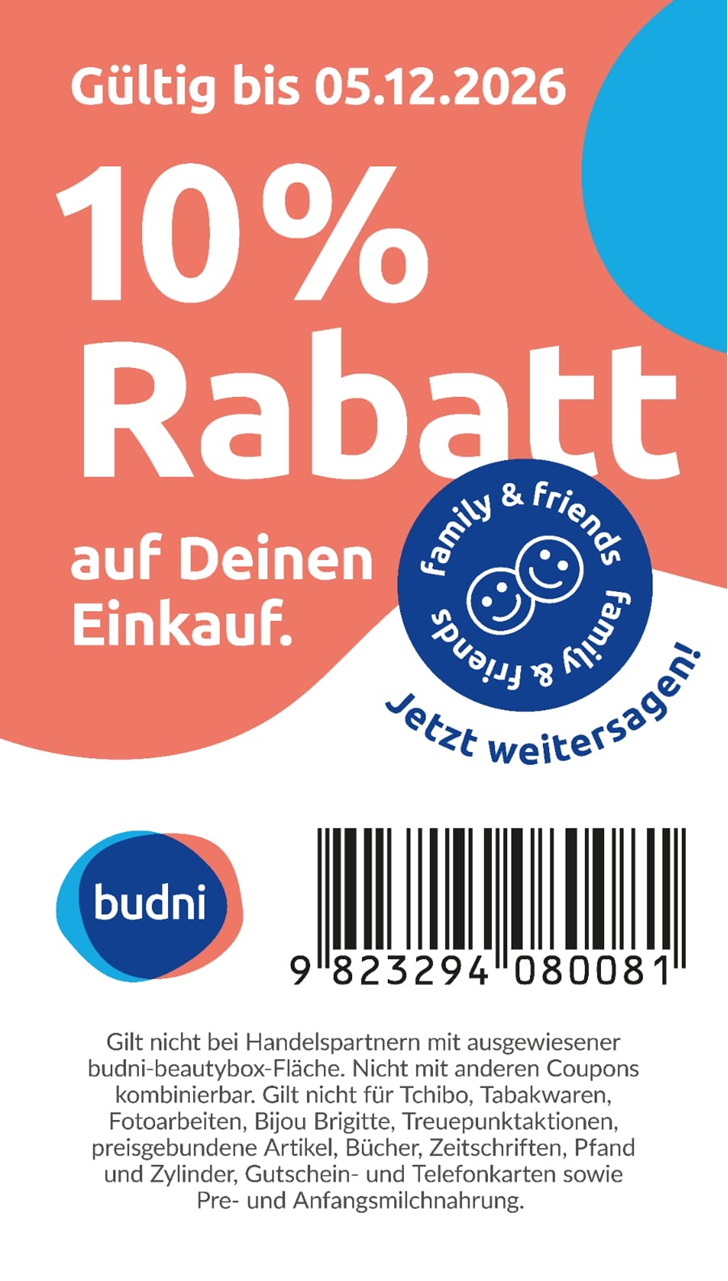 Gültig bis 05.12.2026
10%
Rabatt
auf Deinen
Einkauf.
family & friends
family & friends
Jetzt weitersagen!
budni
9 823294 080081
Gilt nicht bei Handelspartnern mit ausgewiesener
budni-beautybox-Fläche. Nicht mit anderen Coupons
kombinierbar. Gilt nicht für Tchibo, Tabakwaren,
Fotoarbeiten, Bijou Brigitte, Treuepunktaktionen,
preisgebundene Artikel, Bücher, Zeitschriften, Pfand
und Zylinder, Gutschein- und Telefonkarten sowie
Pre- und Anfangsmilchnahrung.